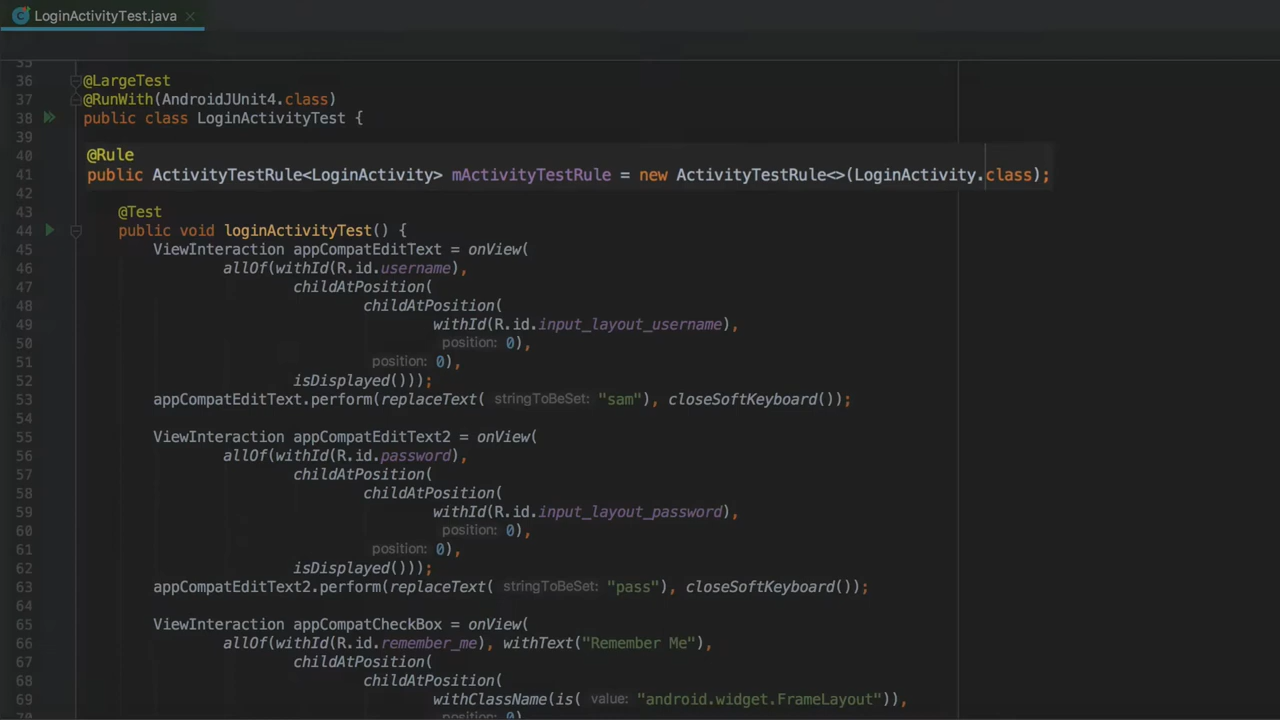 LoginActivityTest.java
35
36 @LargeTest
37 @RunWith(AndroidJUnit4.class)
38 public class LoginActivityTest {
39
40 @Rule
41 public ActivityTestRule<LoginActivity> mActivityTestRule = new ActivityTestRule<>(LoginActivity.class);
42
43 @Test
44 public void loginActivityTest() {
45 ViewInteraction appCompatEditText = onView(
46 allOf(withId(R.id.username),
47 childAtPosition(
48 childAtPosition(
49 withId(R.id.input_layout_username),
50 position: 0),
51 position: 0),
52 isDisplayed()));
53 appCompatEditText.perform(replaceText( stringToBeSet: "sam"), closeSoftKeyboard());
54
55 ViewInteraction appCompatEditText2 = onView(
56 allOf(withId(R.id.password),
57 childAtPosition(
58 childAtPosition(
59 withId(R.id.input_layout_password),
60 position: 0),
61 position: 0),
62 isDisplayed()));
63 appCompatEditText2.perform(replaceText( stringToBeSet: "pass"), closeSoftKeyboard());
64
65 ViewInteraction appCompatCheckBox = onView(
66 allOf(withId(R.id.remember_me), withText("Remember Me"),
67 childAtPosition(
68 childAtPosition(
69 withClassName(is( value: "android.widget.FrameLayout")),
70 position: 0)